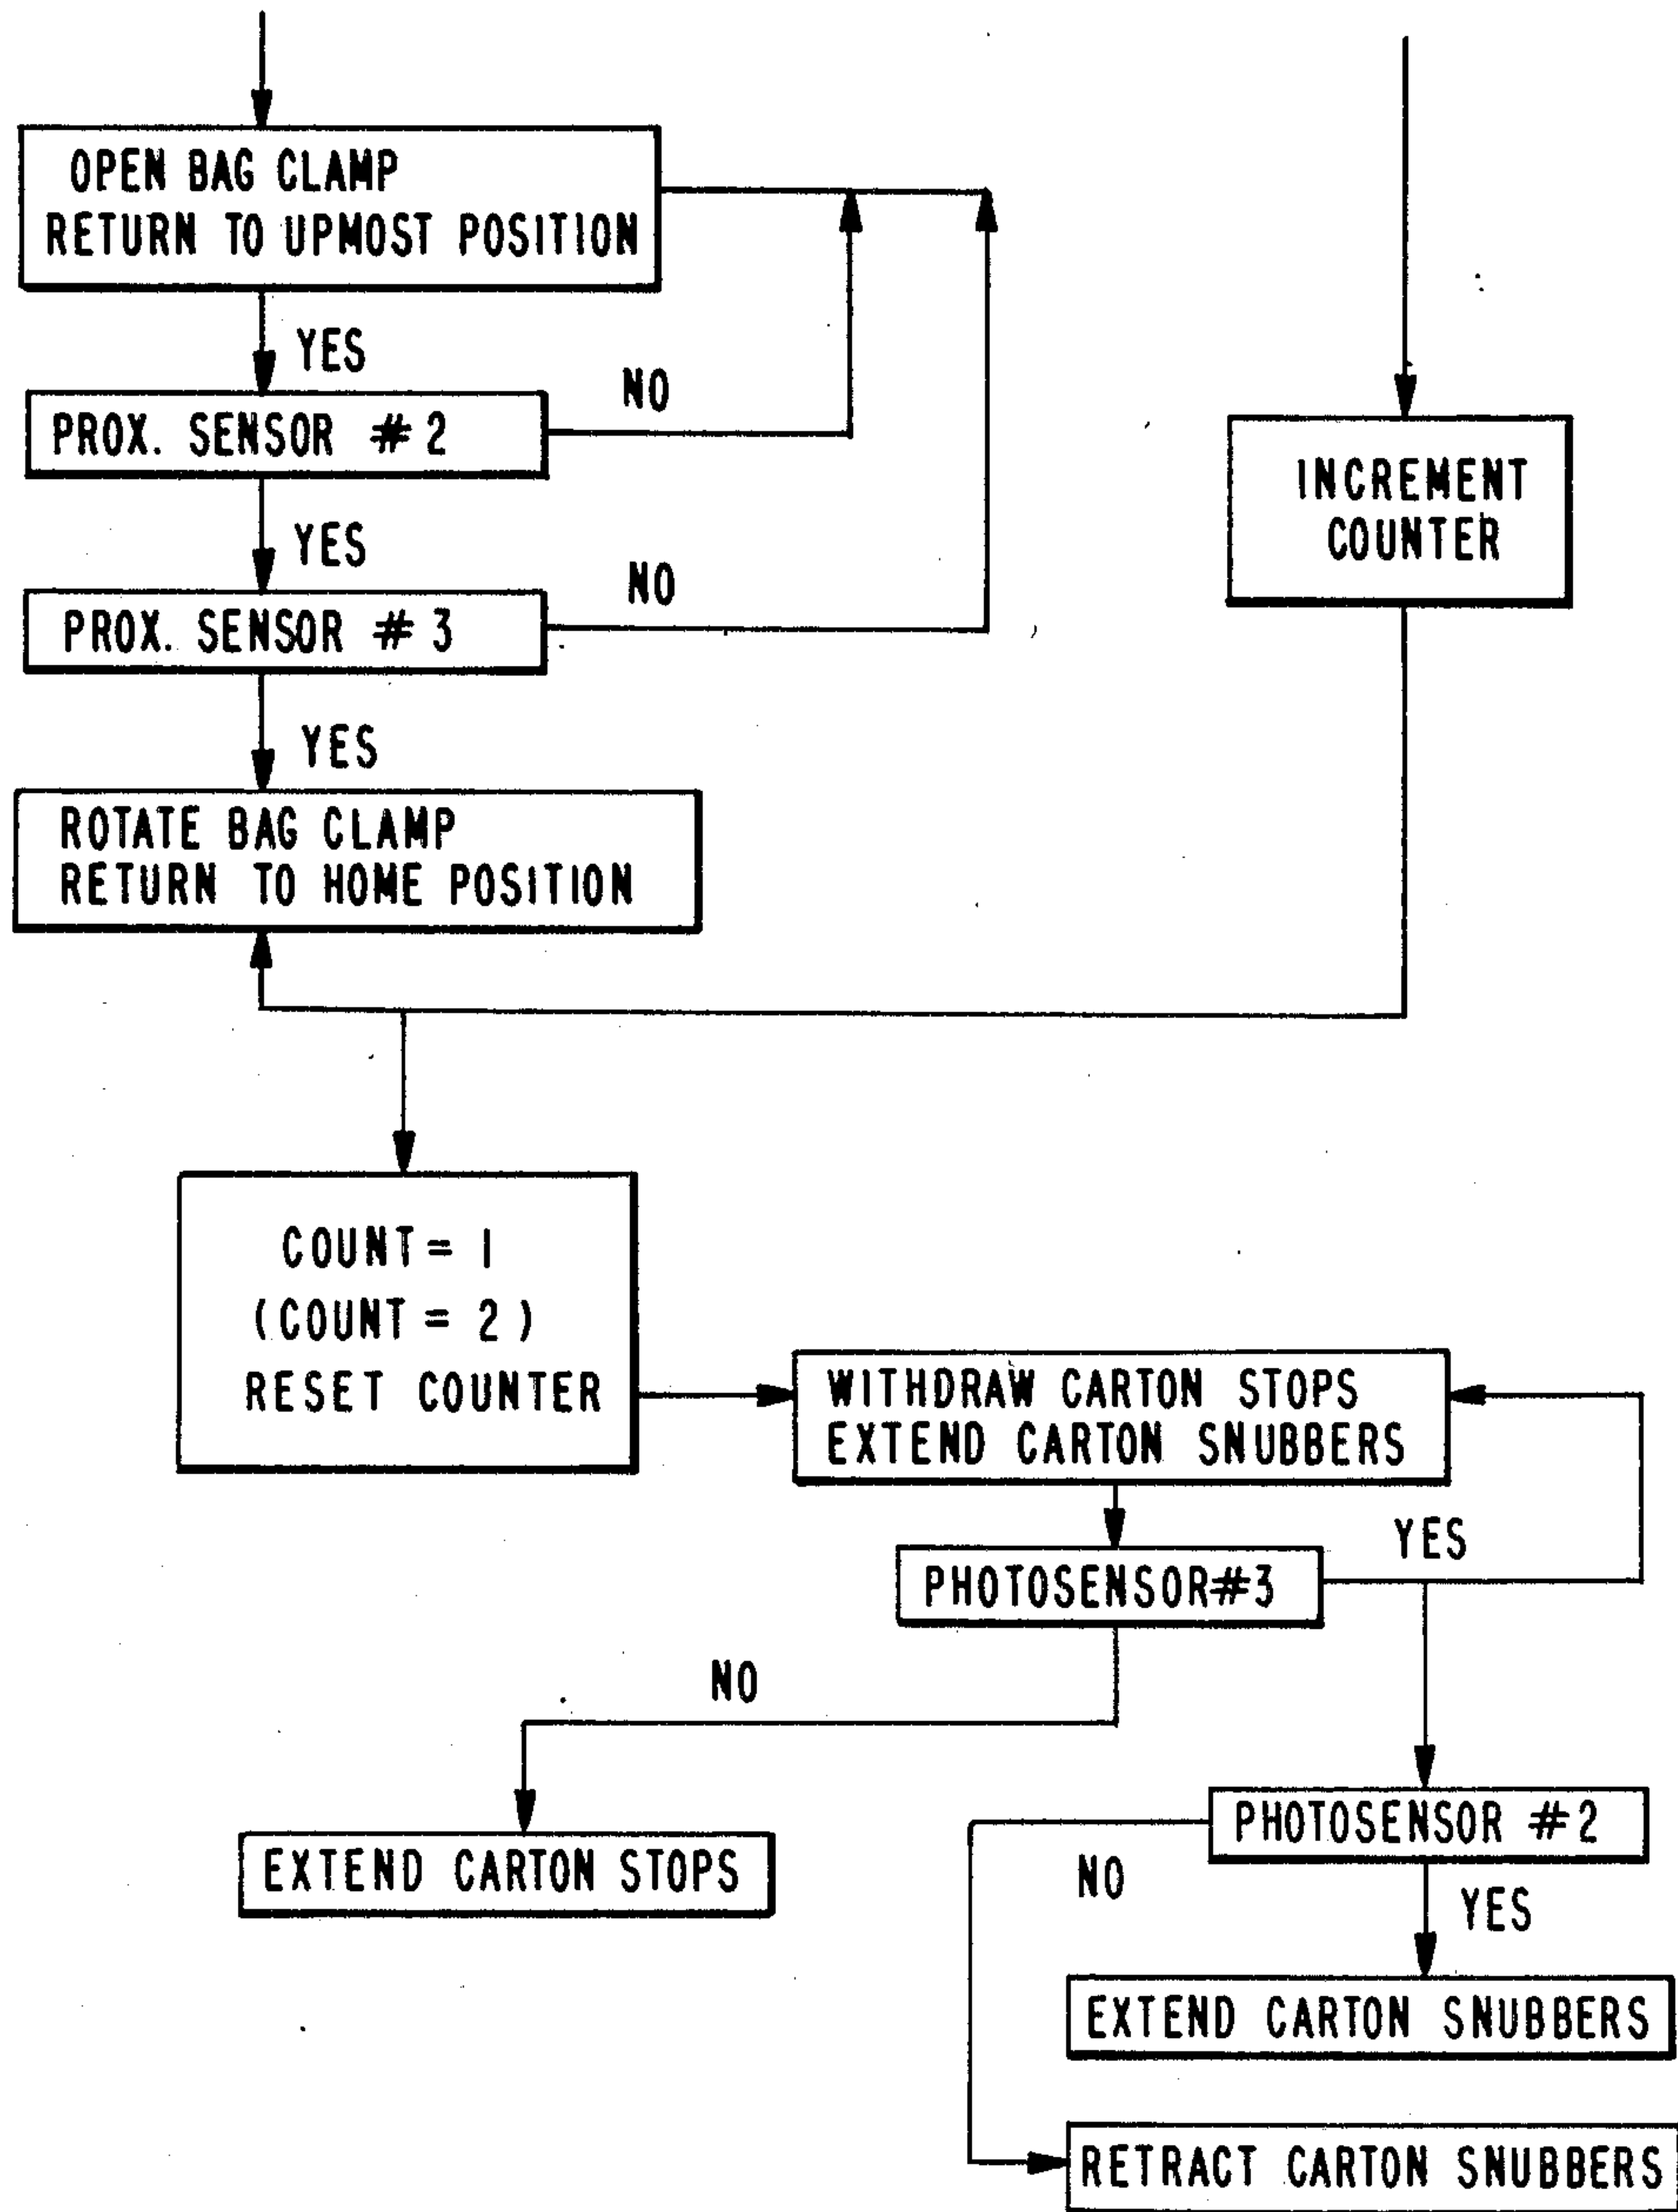 OPEN BAG CLAMP
RETURN TO UPMOST POSITION
YES
NO
PROX. SENSOR # 2
YES
NO
PROX. SENSOR # 3
YES
ROTATE BAG CLAMP
RETURN TO HOME POSITION
INCREMENT
COUNTER
COUNT = 1
(COUNT = 2)
RESET COUNTER
WITHDRAW CARTON STOPS
EXTEND CARTON SNUBBERS
YES
PHOTOSENSOR#3
NO
EXTEND CARTON STOPS
PHOTOSENSOR #2
NO
YES
EXTEND CARTON SNUBBERS
RETRACT CARTON SNUBBERS